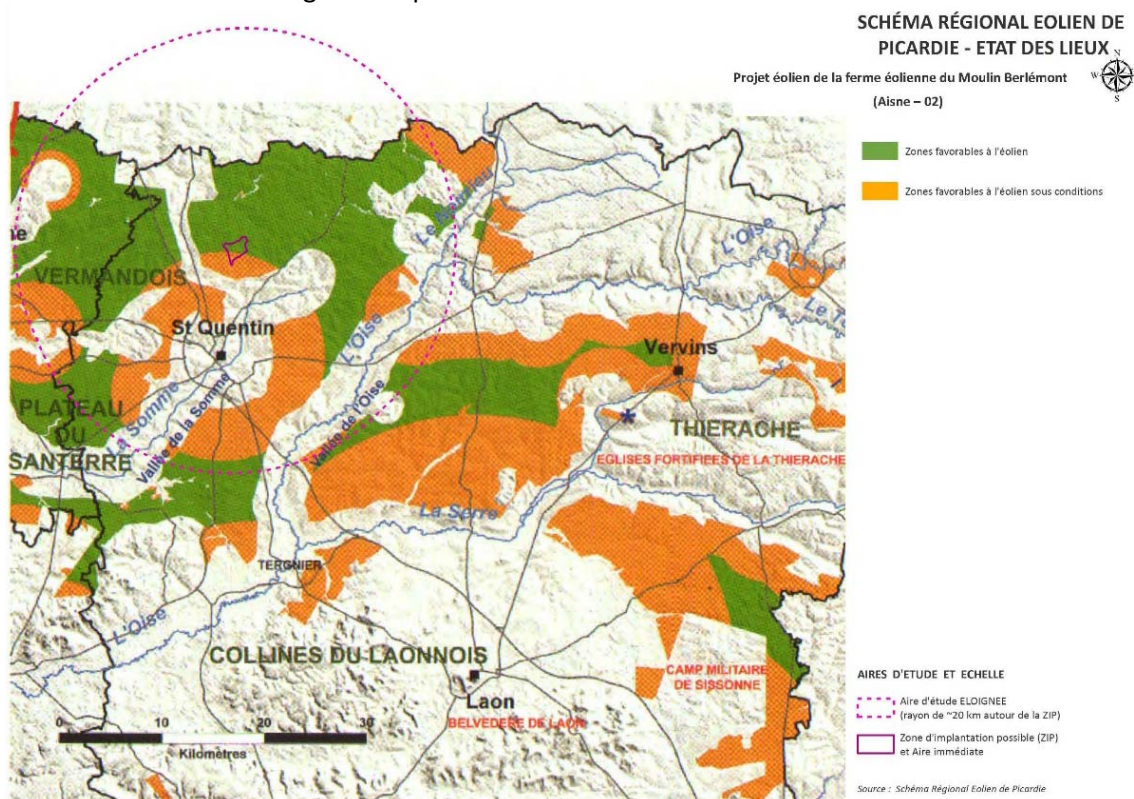 SCHÉMA RÉGIONAL EOLIEN DE
PICARDIE - ETAT DES LIEUX
Projet éolien de la ferme éolienne du Moulin Berlémont
(Aisne – 02)
N
W
E
S
Zones favorables à l'éolien
Zones favorables à l'éolien sous conditions
Le Noirrieu
L'Oise
VERMANDOIS
St Quentin
L'Oise
Vervins
La Somme
Vallée de la Somme
Vallée de l'Oise
PLATEAU
DU
SANTERRE
*
THIERACHE
EGLISES FORTIFIEES DE LA THIERACHE
La Serre
TERGNIER
L'Oise
COLLINES DU LAONNOIS
CAMP MILITAIRE
DE SISSONNE
Laon
BELVEDERE DE LAON
0 10 20 30
Kilomètres
AIRES D'ETUDE ET ECHELLE
Aire d'étude ELOIGNEE
(rayon de ~20 km autour de la ZIP)
Zone d'implantation possible (ZIP)
et Aire immédiate
Source : Schéma Régional Eolien de Picardie